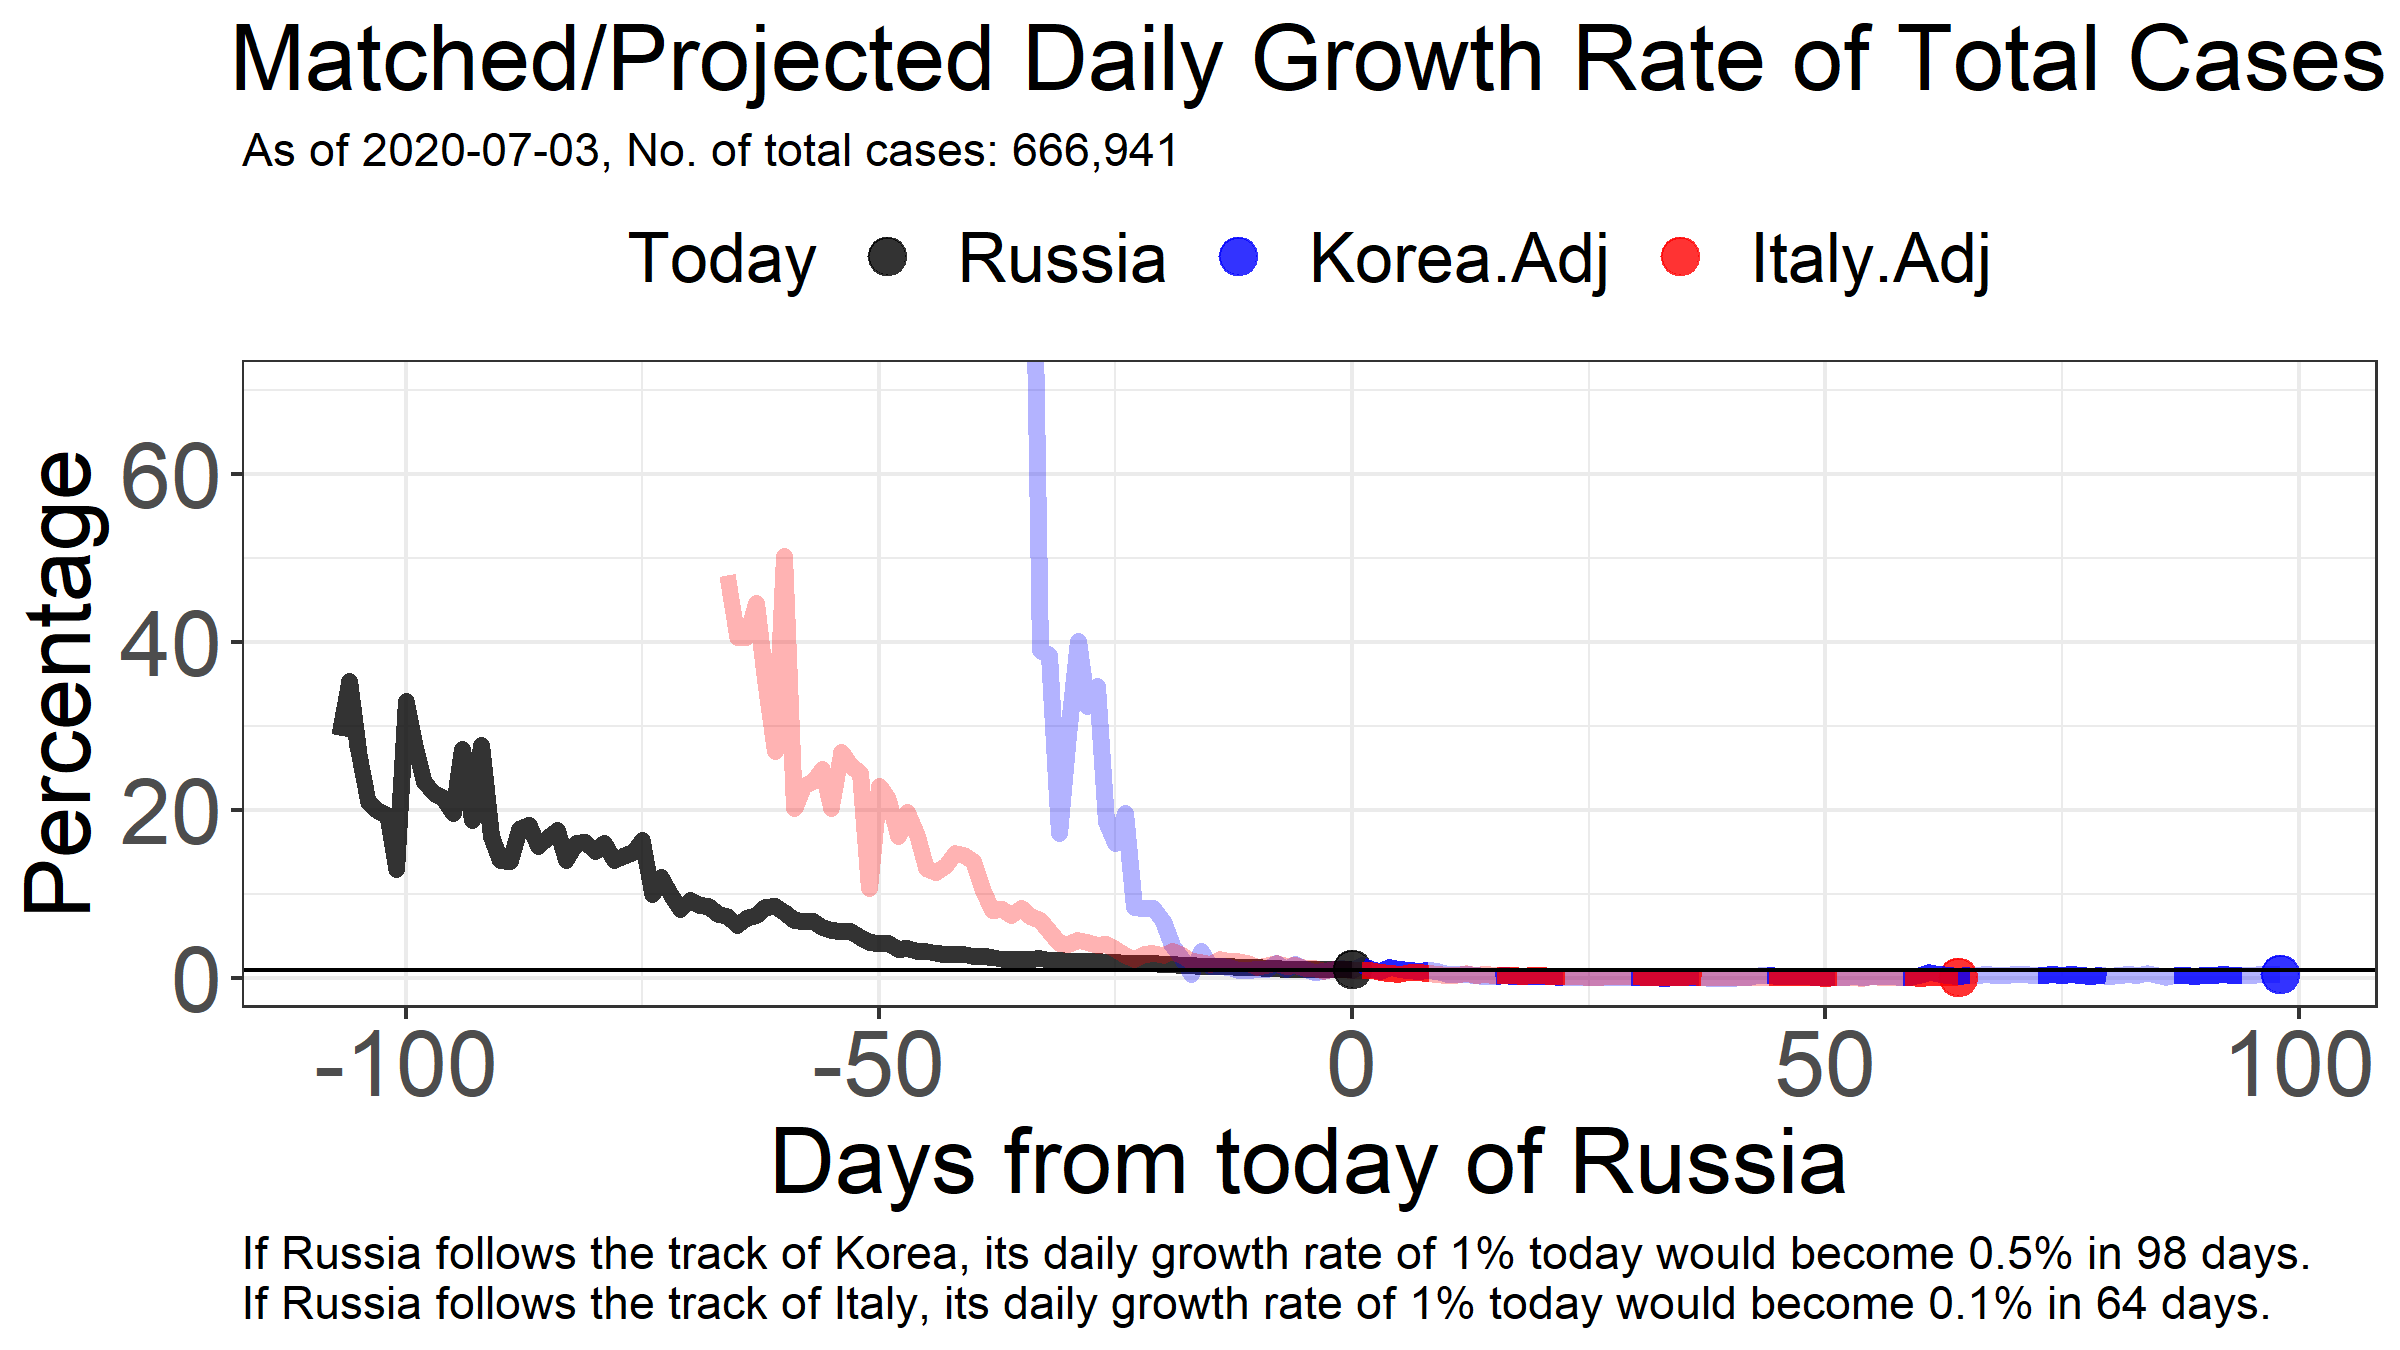 Matched/Projected Daily Growth Rate of Total Cases
As of 2020-07-03, No. of total cases: 666,941
Today Russia Korea.Adj Italy.Adj
Percentage
60
40
20
0
-100 -50 0 50 100
Days from today of Russia
If Russia follows the track of Korea, its daily growth rate of 1% today would become 0.5% in 98 days.
If Russia follows the track of Italy, its daily growth rate of 1% today would become 0.1% in 64 days.